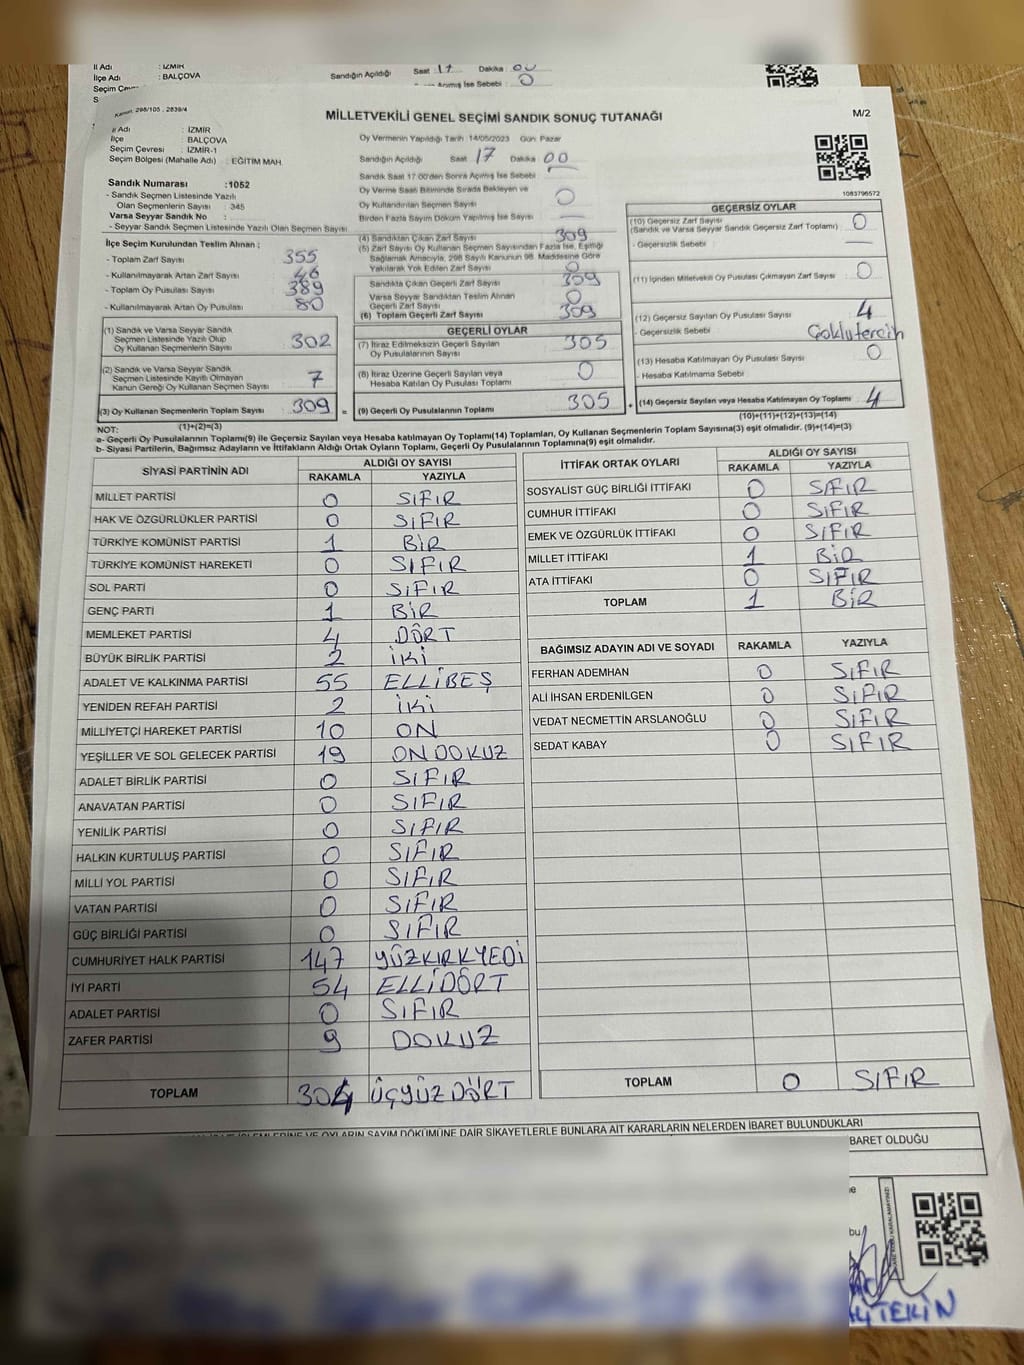 İl Adı : İZMİR
İlçe Adı : BALÇOVA
Sandığın Açıldığı Saat 17 Dakika 00
Kanun: 298/105 , 2839/4
MİLLETVEKİLİ GENEL SEÇİMİ SANDIK SONUÇ TUTANAĞI
M/2
İl Adı : İZMİR
İlçe : BALÇOVA
Seçim Çevresi : İZMİR-1
Seçim Bölgesi (Mahalle Adı) : EĞİTİM MAH.
Oy Vermenin Yapıldığı Tarih 14/05/2023 Gün: Pazar
Sandığın Açıldığı Saat 17 Dakika 00
Sandık Saat 17:00'den Sonra Açılmış İse Sebebi
Oy Verme Saati Bitiminde Sırada Bekleyen ve
Oy Kullandırılan Seçmen Sayısı 0
Birden Fazla Sayım Döküm Yapılmış İse Sayısı
1083796572
Sandık Numarası :1052
- Sandık Seçmen Listesinde Yazılı
Olan Seçmenlerin Sayısı : 345
Varsa Seyyar Sandık No :
- Seyyar Sandık Seçmen Listesinde Yazılı Olan Seçmen Sayısı
İlçe Seçim Kurulundan Teslim Alınan ;
- Toplam Zarf Sayısı 355
- Kullanılmayarak Artan Zarf Sayısı 46
- Toplam Oy Pusulası Sayısı 389
- Kullanılmayarak Artan Oy Pusulası 80
(1) Sandık ve Varsa Seyyar Sandık
Seçmen Listesinde Yazılı Olup
Oy Kullanan Seçmenlerin Sayısı 302
(2) Sandık ve Varsa Seyyar Sandık
Seçmen Listesinde Kayıtlı Olmayan
Kanun Gereği Oy Kullanan Seçmen Sayısı 7
(3) Oy Kullanan Seçmenlerin Toplam Sayısı 309
(1)+(2)=(3)
(4) Sandıktan Çıkan Zarf Sayısı 309
(5) Zarf Sayısı Oy Kullanan Seçmen Sayısından Fazla İse, Eşitliği
Sağlamak Amacıyla, 298 Sayılı Kanunun 98. Maddesine Göre
Yakılarak Yok Edilen Zarf Sayısı 0
Sandıkta Çıkan Geçerli Zarf Sayısı 309
Varsa Seyyar Sandıktan Teslim Alınan
Geçerli Zarf Sayısı 0
(6) Toplam Geçerli Zarf Sayısı 309
GEÇERLİ OYLAR
(7) İtiraz Edilmeksizin Geçerli Sayılan
Oy Pusulalarının Sayısı 305
(8) İtiraz Üzerine Geçerli Sayılan veya
Hesaba Katılan Oy Pusulası Toplamı 0
= (9) Geçerli Oy Pusulalarının Toplamı 305
GEÇERSİZ OYLAR
(10) Geçersiz Zarf Sayısı
(Sandık ve Varsa Seyyar Sandık Geçersiz Zarf Toplamı) 0
- Geçersizlik Sebebi
(11) İçinden Milletvekili Oy Pusulası Çıkmayan Zarf Sayısı 0
(12) Geçersiz Sayılan Oy Pusulası Sayısı 4
- Geçersizlik Sebebi Çoklu tercih
(13) Hesaba Katılmayan Oy Pusulası Sayısı 0
- Hesaba Katılmama Sebebi
+ (14) Geçersiz Sayılan veya Hesaba Katılmayan Oy Toplamı 4
(10)+(11)+(12)+(13)=(14)
NOT:
a- Geçerli Oy Pusulalarının Toplamı(9) ile Geçersiz Sayılan veya Hesaba katılmayan Oy Toplamı(14) Toplamları, Oy Kullanan Seçmenlerin Toplam Sayısına(3) eşit olmalıdır. (9)+(14)=(3)
b- Siyasi Partilerin, Bağımsız Adayların ve İttifakların Aldığı Ortak Oyların Toplamı, Geçerli Oy Pusulalarının Toplamına(9) eşit olmalıdır.
SİYASİ PARTİNİN ADI ALDIĞI OY SAYISI
RAKAMLA YAZIYLA
MİLLET PARTİSİ 0 SIFIR
HAK VE ÖZGÜRLÜKLER PARTİSİ 0 SIFIR
TÜRKİYE KOMÜNİST PARTİSİ 1 BİR
TÜRKİYE KOMÜNİST HAREKETİ 0 SIFIR
SOL PARTİ 0 SIFIR
GENÇ PARTİ 1 BİR
MEMLEKET PARTİSİ 4 DÖRT
BÜYÜK BİRLİK PARTİSİ 2 İKİ
ADALET VE KALKINMA PARTİSİ 55 ELLİBEŞ
YENİDEN REFAH PARTİSİ 2 İKİ
MİLLİYETÇİ HAREKET PARTİSİ 10 ON
YEŞİLLER VE SOL GELECEK PARTİSİ 19 ONDOKUZ
ADALET BİRLİK PARTİSİ 0 SIFIR
ANAVATAN PARTİSİ 0 SIFIR
YENİLİK PARTİSİ 0 SIFIR
HALKIN KURTULUŞ PARTİSİ 0 SIFIR
MİLLİ YOL PARTİSİ 0 SIFIR
VATAN PARTİSİ 0 SIFIR
GÜÇ BİRLİĞİ PARTİSİ 0 SIFIR
CUMHURİYET HALK PARTİSİ 147 YÜZKIRKYEDİ
İYİ PARTİ 54 ELLİDÖRT
ADALET PARTİSİ 0 SIFIR
ZAFER PARTİSİ 9 DOKUZ
TOPLAM 304 ÜÇYÜZDÖRT
İTTİFAK ORTAK OYLARI ALDIĞI OY SAYISI
RAKAMLA YAZIYLA
SOSYALİST GÜÇ BİRLİĞİ İTTİFAKI 0 SIFIR
CUMHUR İTTİFAKI 0 SIFIR
EMEK VE ÖZGÜRLÜK İTTİFAKI 0 SIFIR
MİLLET İTTİFAKI 1 BİR
ATA İTTİFAKI 0 SIFIR
TOPLAM 1 BİR
BAĞIMSIZ ADAYIN ADI VE SOYADI RAKAMLA YAZIYLA
FERHAN ADEMHAN 0 SIFIR
ALİ İHSAN ERDENİLGEN 0 SIFIR
VEDAT NECMETTİN ARSLANOĞLU 0 SIFIR
SEDAT KABAY 0 SIFIR
TOPLAM 0 SIFIR
OYLARIN SAYIM DÖKÜMÜNE DAİR ŞİKAYETLERLE BUNLARA AİT KARARLARIN NELERDEN İBARET BULUNDUKLARI
BARET OLDUĞU